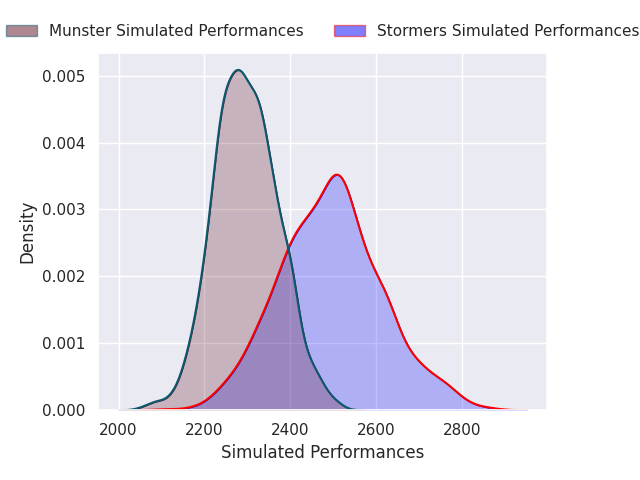 Munster Simulated Performances Stormers Simulated Performances
0.005
0.004
0.003
0.002
0.001
0.000
Density
2000 2200 2400 2600 2800
Simulated Performances